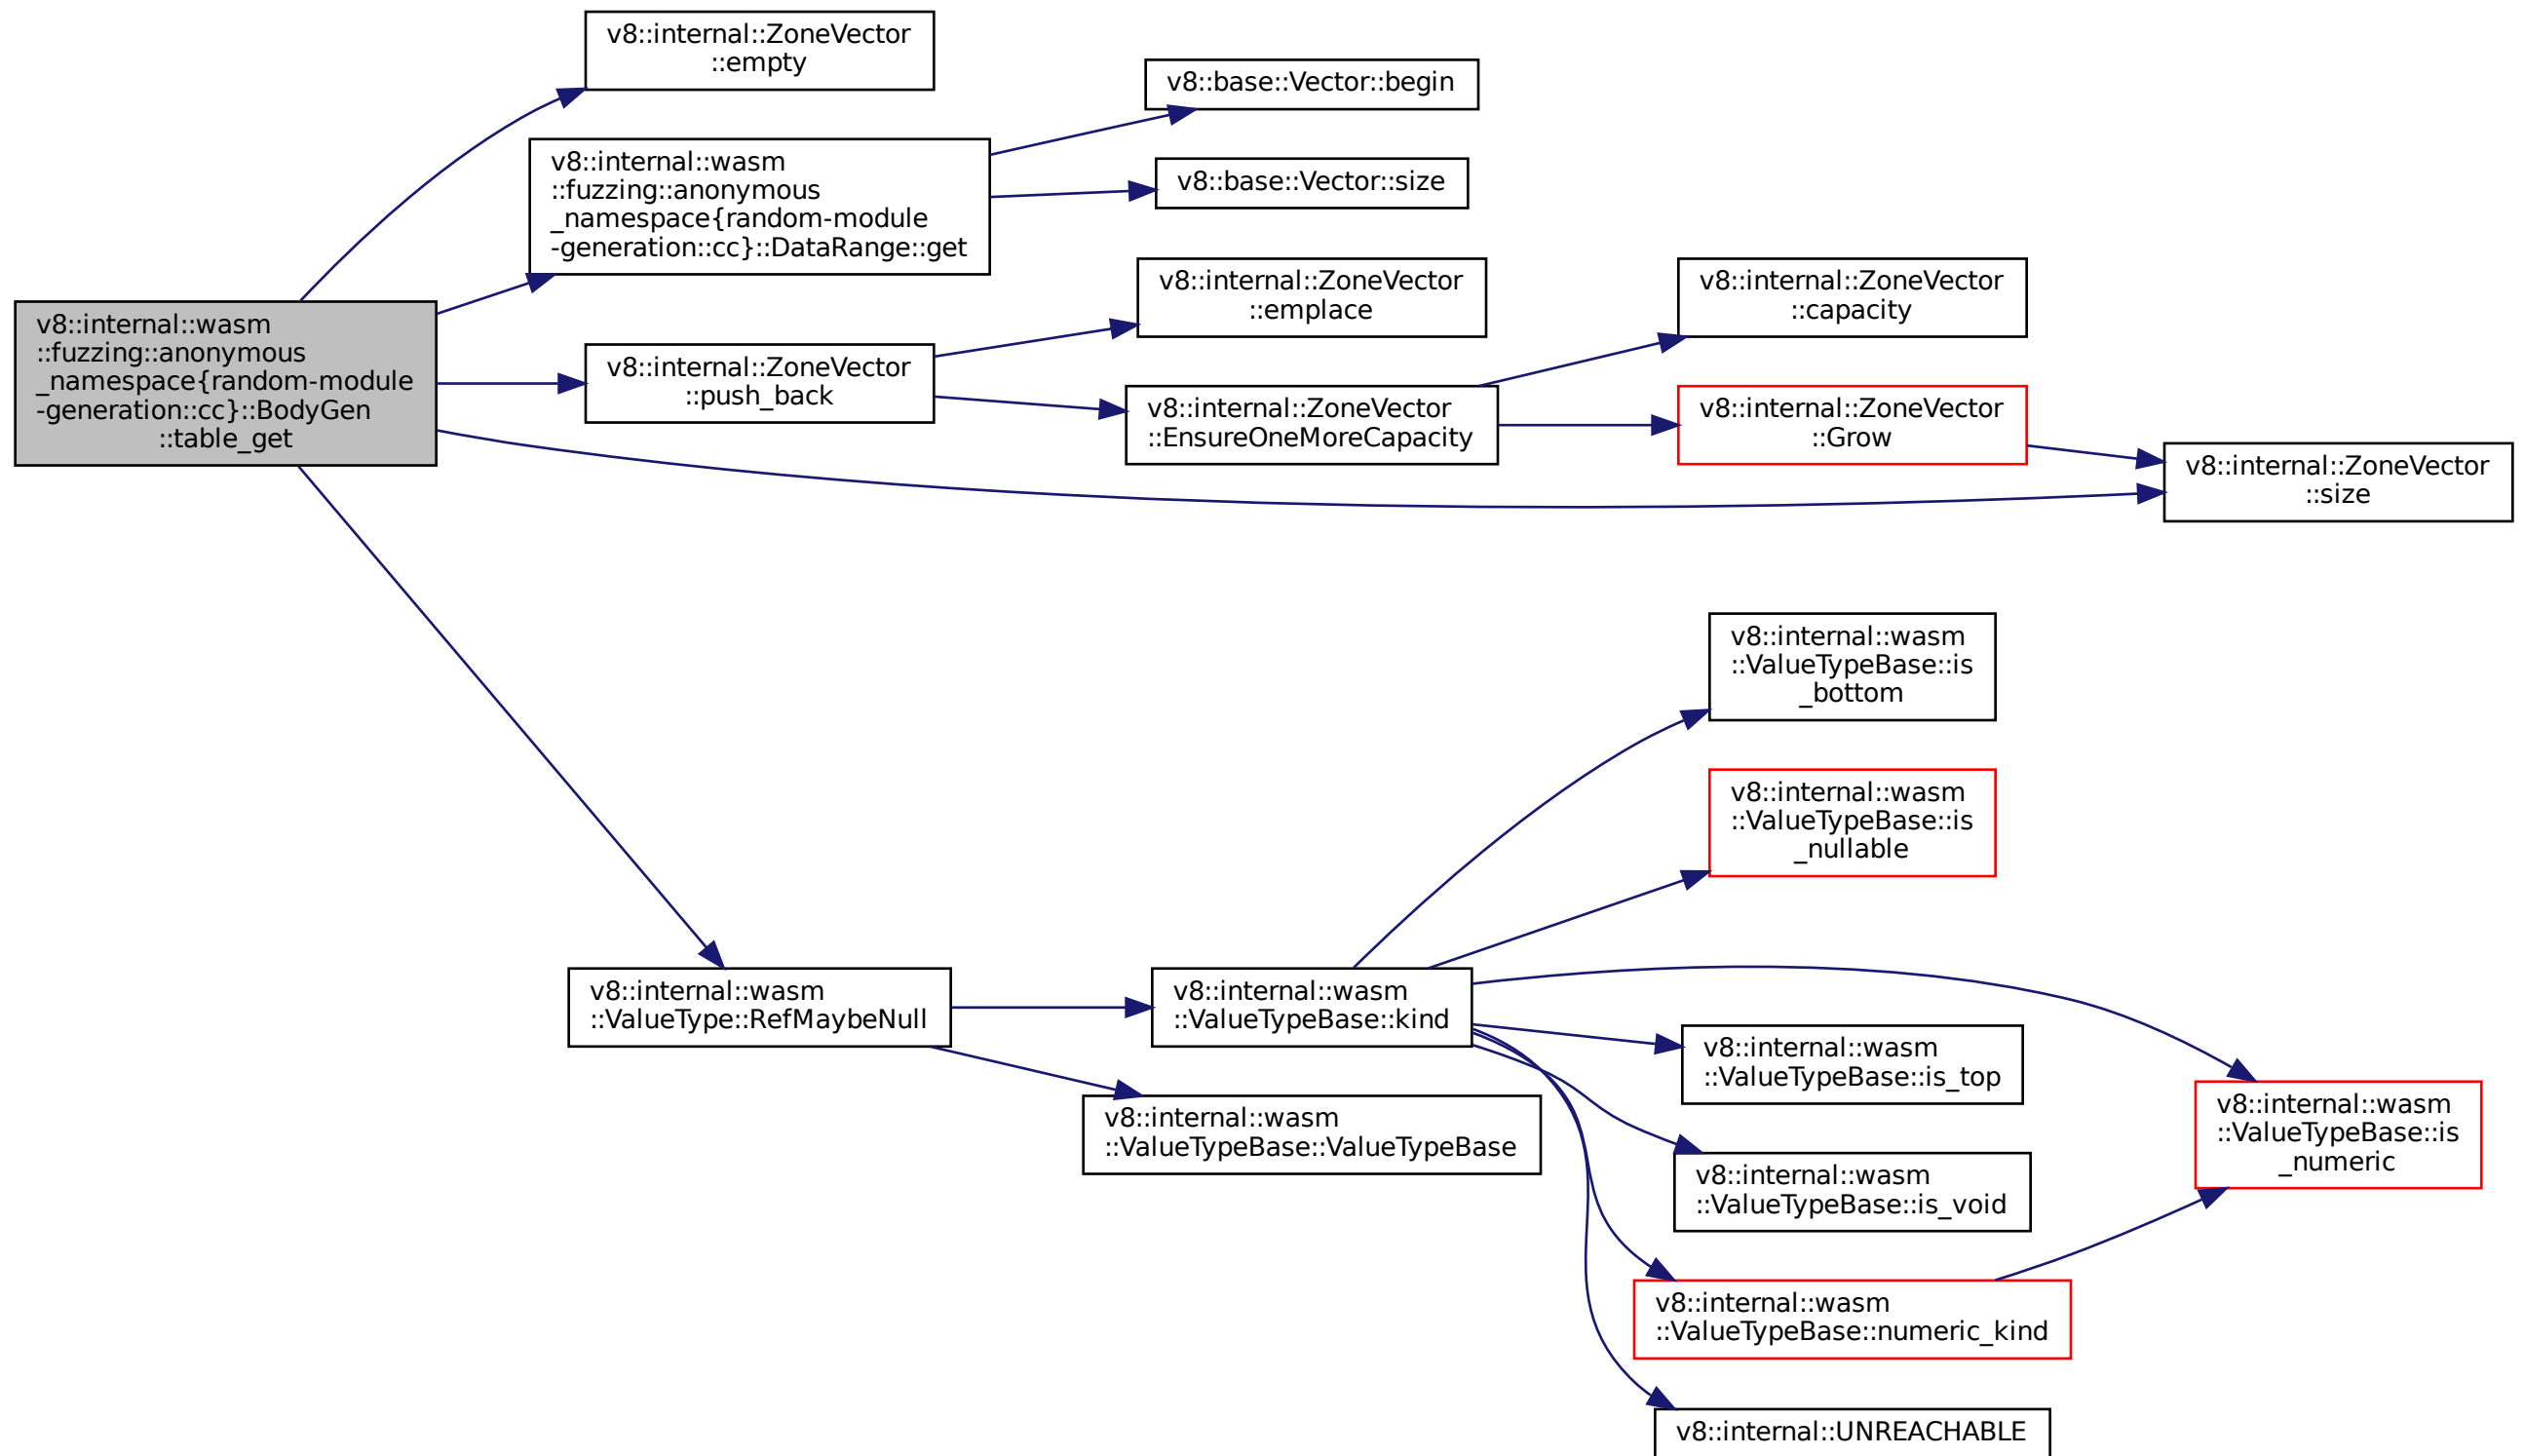 v8::internal::ZoneVector
::empty
v8::base::Vector::begin
v8::internal::wasm
::fuzzing::anonymous
_namespace{random-module
-generation::cc}::DataRange::get
v8::base::Vector::size
v8::internal::ZoneVector
::emplace
v8::internal::ZoneVector
::capacity
v8::internal::wasm
::fuzzing::anonymous
_namespace{random-module
-generation::cc}::BodyGen
::table_get
v8::internal::ZoneVector
::push_back
v8::internal::ZoneVector
::EnsureOneMoreCapacity
v8::internal::ZoneVector
::Grow
v8::internal::ZoneVector
::size
v8::internal::wasm
::ValueTypeBase::is
_bottom
v8::internal::wasm
::ValueTypeBase::is
_nullable
v8::internal::wasm
::ValueType::RefMaybeNull
v8::internal::wasm
::ValueTypeBase::kind
v8::internal::wasm
::ValueTypeBase::is_top
v8::internal::wasm
::ValueTypeBase::is
_numeric
v8::internal::wasm
::ValueTypeBase::ValueTypeBase
v8::internal::wasm
::ValueTypeBase::is_void
v8::internal::wasm
::ValueTypeBase::numeric_kind
v8::internal::UNREACHABLE